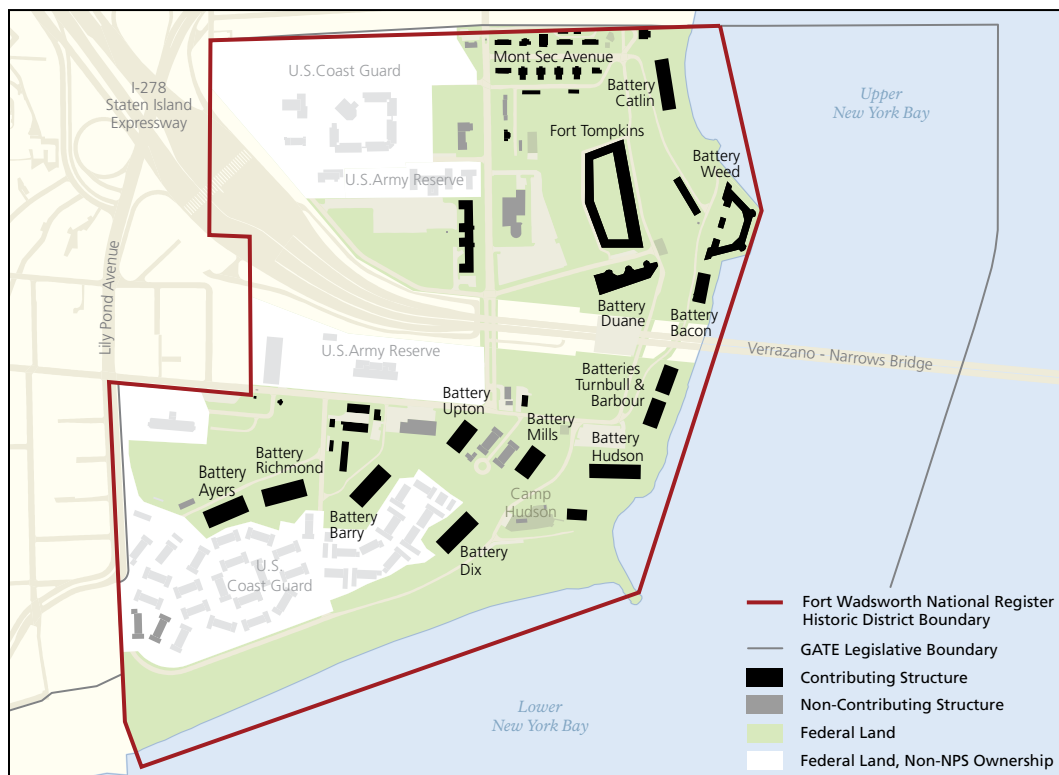 U.S.Coast Guard
Mont Sec Avenue
I-278
Staten Island
Expressway
Battery
Catlin
Upper
New York Bay
Fort Tompkins
Battery
Weed
U.S.Army Reserve
Lily Pond Avenue
Battery
Duane
Battery
Bacon
U.S.Army Reserve
Verrazano - Narrows Bridge
Batteries
Turnbull &
Barbour
Battery
Upton
Battery
Mills
Battery
Hudson
Battery
Richmond
Battery
Ayers
Camp
Hudson
Battery
Barry
Battery
Dix
U.S.
Coast Guard
Lower
New York Bay
Fort Wadsworth National Register
Historic District Boundary
GATE Legislative Boundary
Contributing Structure
Non-Contributing Structure
Federal Land
Federal Land, Non-NPS Ownership